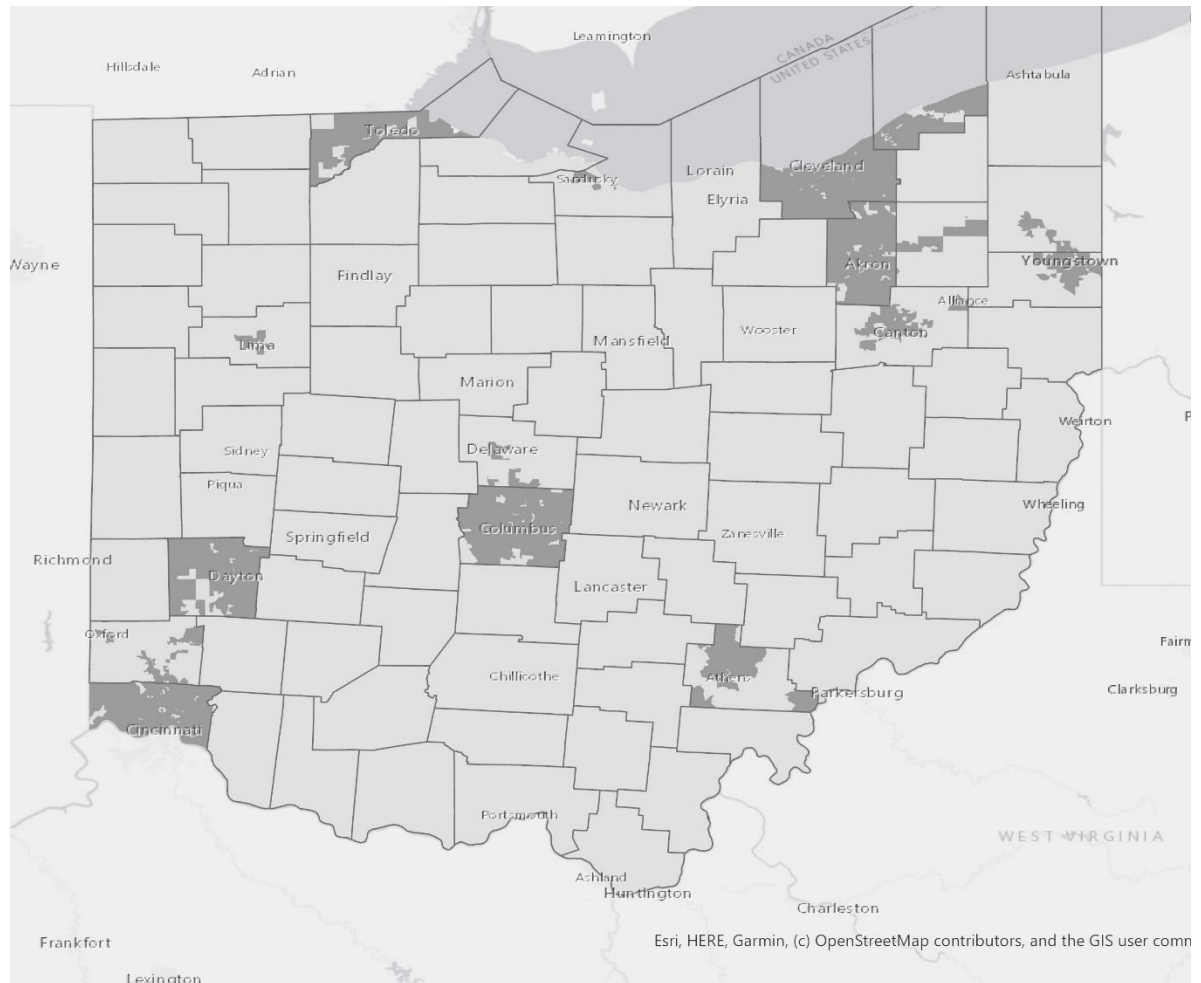 Leamington
CANADA
UNITED STATES
Hillsdale
Adrian
Ashtabula
Toledo
Cleveland
Lorain
Sandusky
Elyria
Wayne
Findlay
Akron
Youngstown
Alliance
Lima
Mansfield
Wooster
Canton
Marion
Weirton
Sidney
Delaware
Piqua
Newark
Wheeling
Springfield
Columbus
Zanesville
Richmond
Dayton
Lancaster
Oxford
Fairm
Chillicothe
Athens
Parkersburg
Clarksburg
Cincinnati
Portsmouth
WEST VIRGINIA
Ashland
Huntington
Charleston
Frankfort
Esri, HERE, Garmin, (c) OpenStreetMap contributors, and the GIS user comm
Lexington